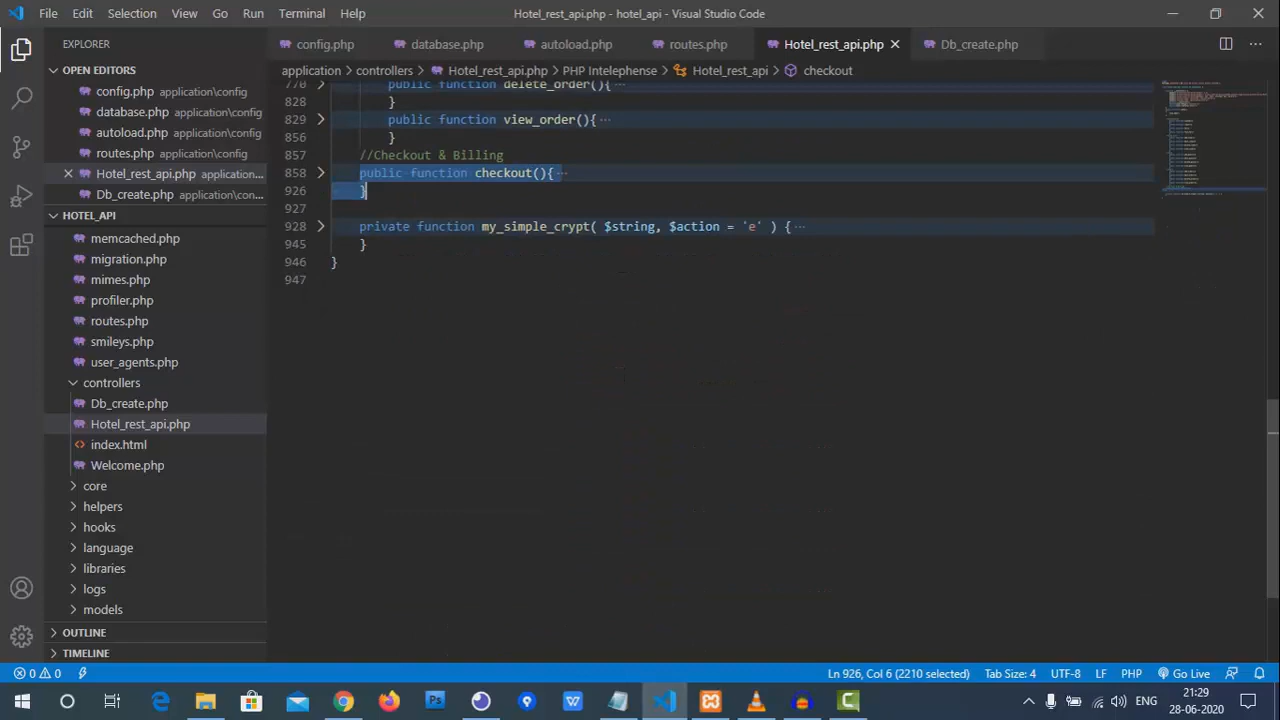 File Edit Selection View Go Run Terminal Help
Hotel_rest_api.php - hotel_api - Visual Studio Code
EXPLORER
config.php database.php autoload.php routes.php Hotel_rest_api.php Db_create.php
application > controllers > Hotel_rest_api.php > PHP Intelephense > Hotel_rest_api > checkout
OPEN EDITORS
config.php application\config
database.php application\config
autoload.php application\config
routes.php application\config
Hotel_rest_api.php application...
Db_create.php application\con...
HOTEL_API
memcached.php
migration.php
mimes.php
profiler.php
routes.php
smileys.php
user_agents.php
controllers
Db_create.php
Hotel_rest_api.php
index.html
Welcome.php
core
helpers
hooks
language
libraries
logs
models
OUTLINE
TIMELINE
770 public function delete_order(){ ...
828 }
829 public function view_order(){ ...
856 }
857 //Checkout & Billing
858 public function checkout(){ ...
926 }
927
928 private function my_simple_crypt( $string, $action = 'e' ) { ...
945 }
946 }
947
0 0
Ln 926, Col 6 (2210 selected) Tab Size: 4 UTF-8 LF PHP Go Live
ENG
21:29
28-06-2020